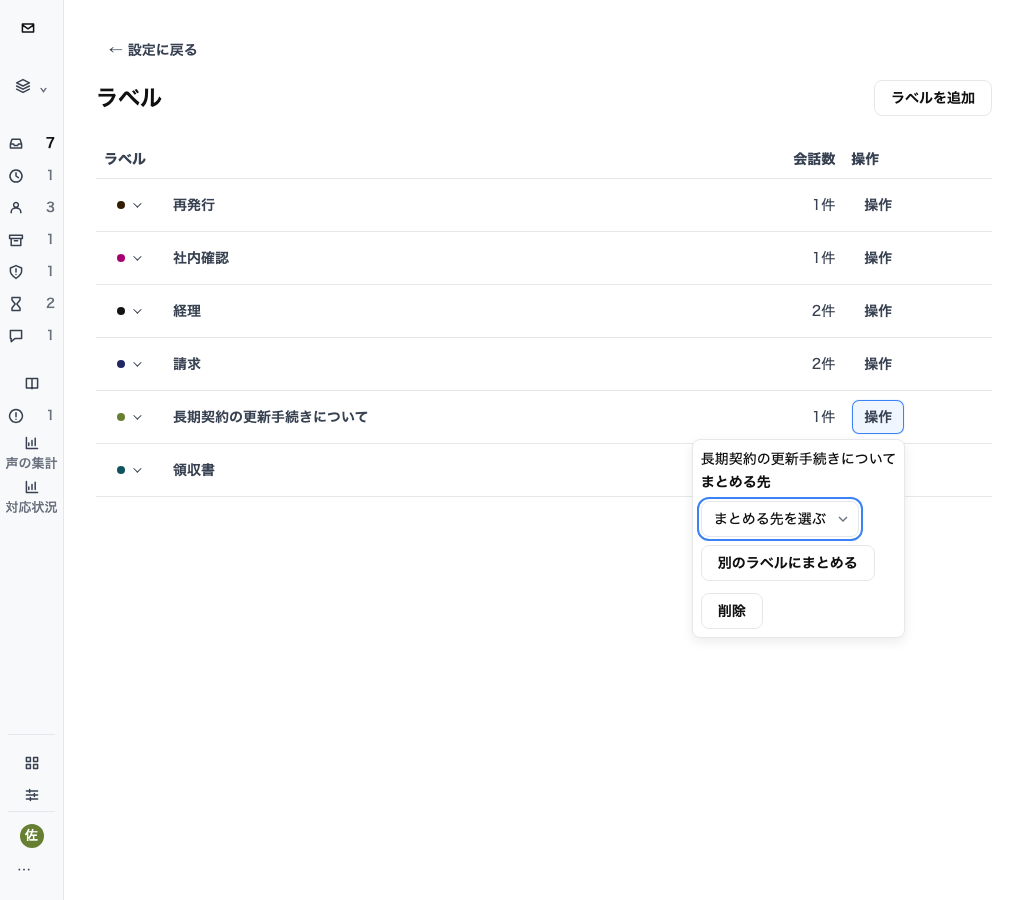 ← 設定に戻る
ラベル
ラベルを追加
ラベル 会話数 操作
再発行 1件 操作
社内確認 1件 操作
経理 2件 操作
請求 2件 操作
長期契約の更新手続きについて 1件 操作
領収書
長期契約の更新手続きについて
まとめる先
まとめる先を選ぶ
別のラベルにまとめる
削除
7
1
3
1
1
2
1
1
声の集計
対応状況
佐
…